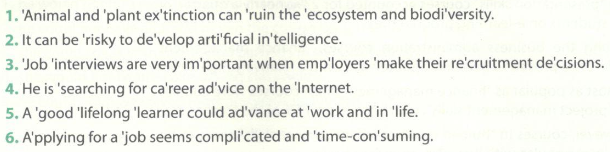 1. 'Animal and 'plant ex'tinction can 'ruin the 'ecosystem and biodi'versity.
2. It can be 'risky to de'velop arti'ficial in'telligence.
3. 'Job 'interviews are very im'portant when emp'loyers 'make their re'cruitment de'cisions.
4. He is 'searching for ca'reer ad'vice on the 'Internet.
5. A 'good 'lifelong 'learner could ad'vance at 'work and in 'life.
6. A'pplying for a 'job seems compli'cated and 'time-con'suming.